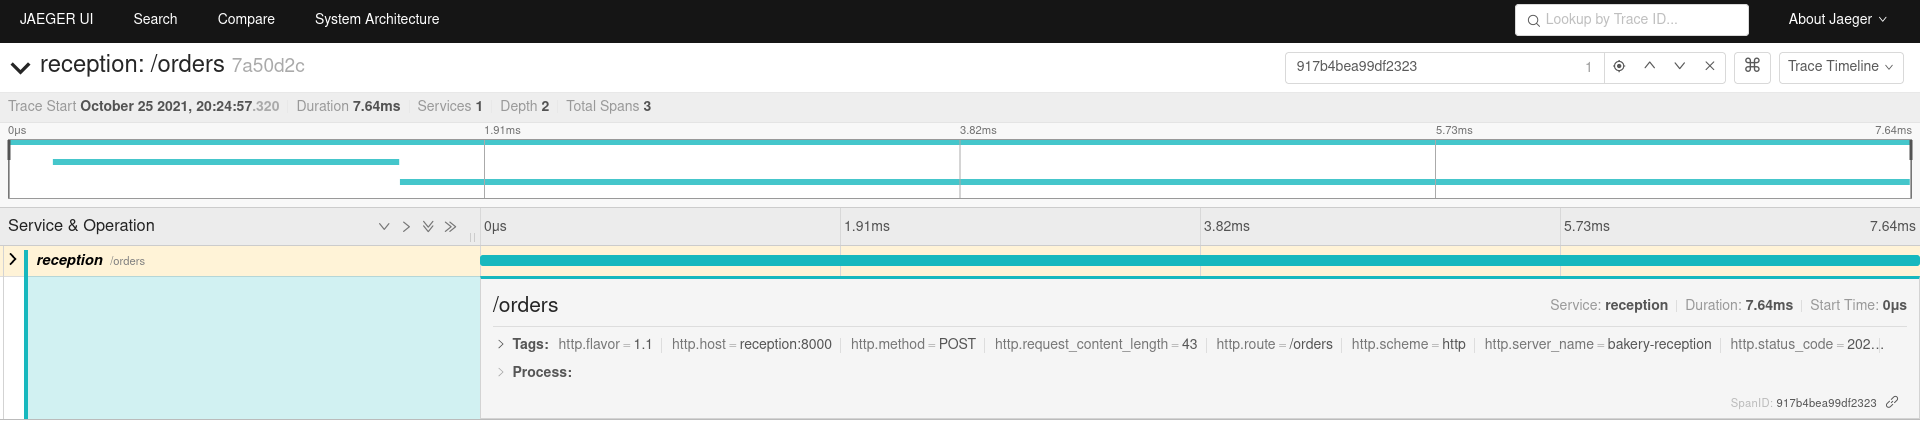 JAEGER UI Search Compare System Architecture Lookup by Trace ID... About Jaeger
reception: /orders 7a50d2c 917b4bea99df2323 1 Trace Timeline
Trace Start October 25 2021, 20:24:57.320 Duration 7.64ms Services 1 Depth 2 Total Spans 3
0μs 1.91ms 3.82ms 5.73ms 7.64ms
Service & Operation 0μs 1.91ms 3.82ms 5.73ms 7.64ms
reception /orders
/orders Service: reception Duration: 7.64ms Start Time: 0μs
Tags: http.flavor = 1.1 http.host = reception:8000 http.method = POST http.request_content_length = 43 http.route = /orders http.scheme = http http.server_name = bakery-reception http.status_code = 202...
Process:
SpanID: 917b4bea99df2323